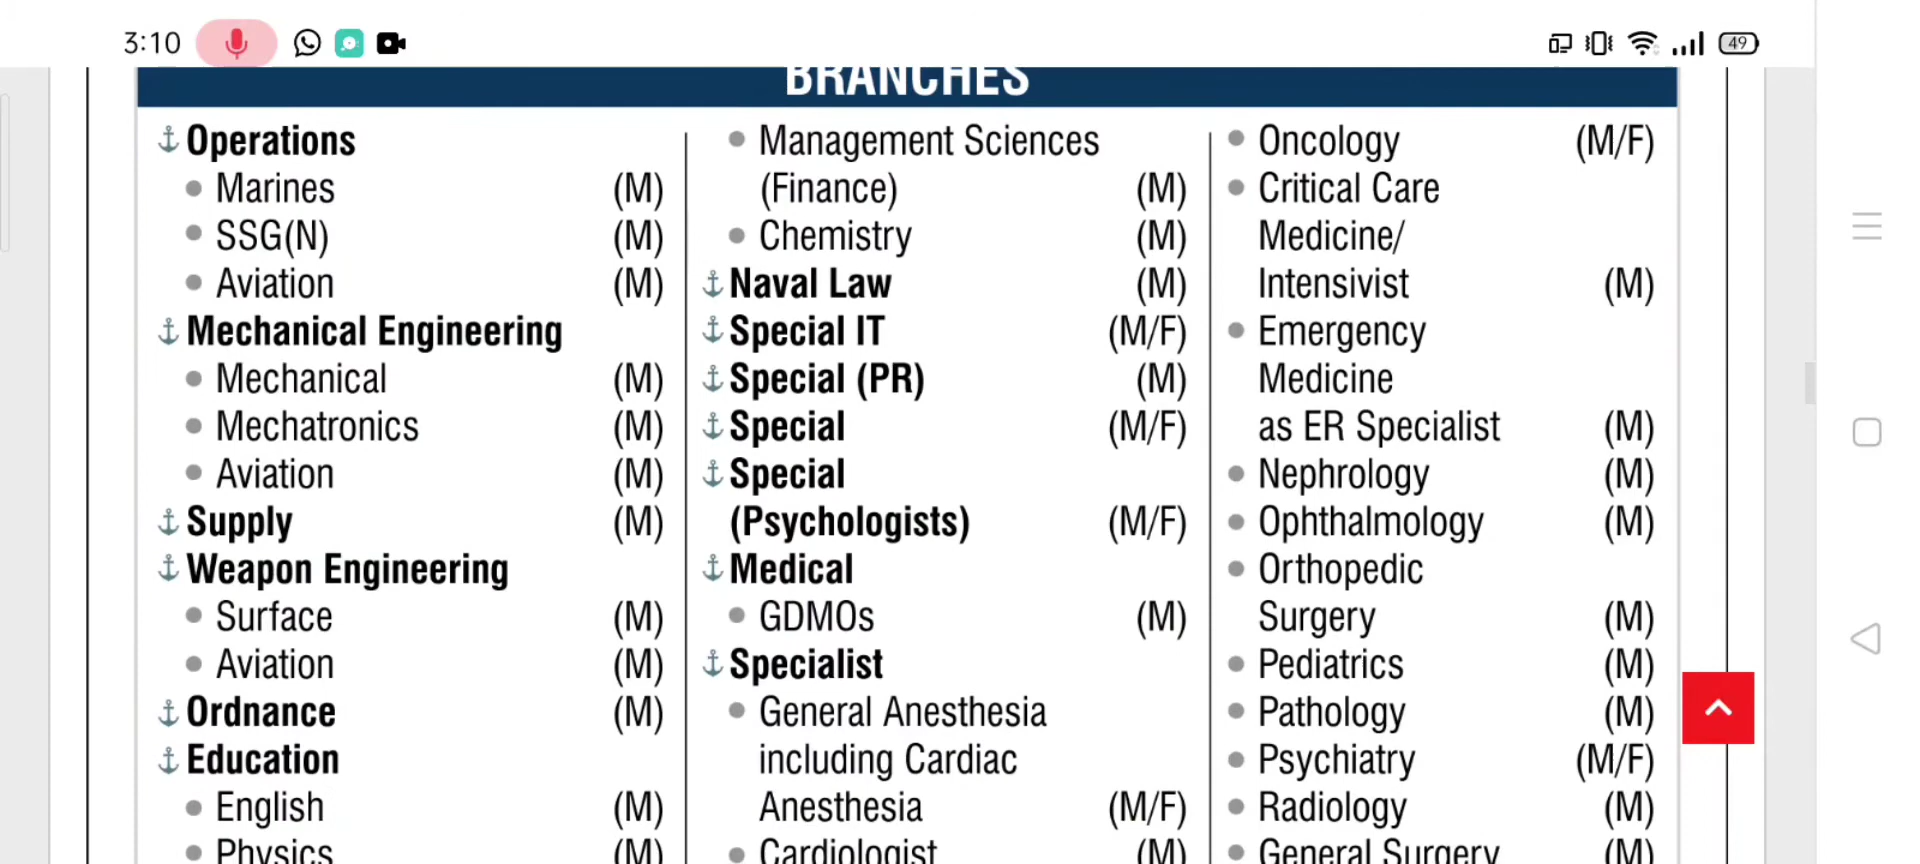 3:10
49
BRANCHES
Operations
Marines (M)
SSG(N) (M)
Aviation (M)
Mechanical Engineering
Mechanical (M)
Mechatronics (M)
Aviation (M)
Supply (M)
Weapon Engineering
Surface (M)
Aviation (M)
Ordnance (M)
Education
English (M)
Physics (M)
Management Sciences
(Finance) (M)
Chemistry (M)
Naval Law (M)
Special IT (M/F)
Special (PR) (M)
Special (M/F)
Special
(Psychologists) (M/F)
Medical
GDMOs (M)
Specialist
General Anesthesia
including Cardiac
Anesthesia (M/F)
Cardiologist (M)
Oncology (M/F)
Critical Care
Medicine/
Intensivist (M)
Emergency
Medicine
as ER Specialist (M)
Nephrology (M)
Ophthalmology (M)
Orthopedic
Surgery (M)
Pediatrics (M)
Pathology (M)
Psychiatry (M/F)
Radiology (M)
General Surgery (M)